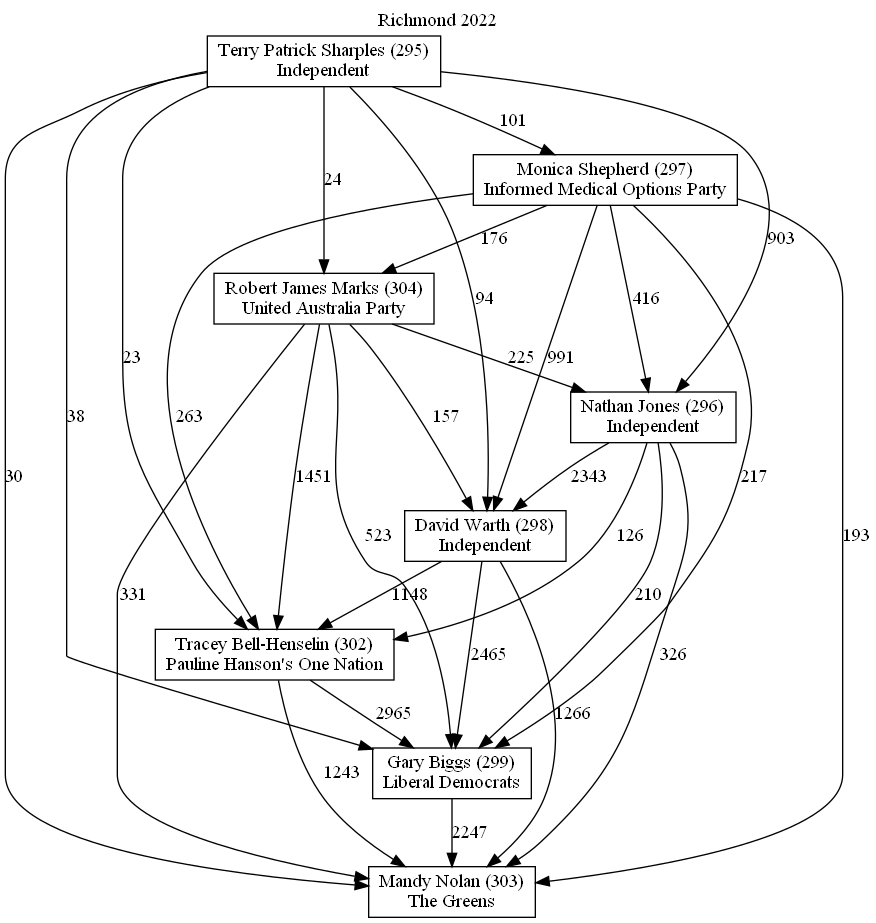 Richmond 2022
Terry Patrick Sharples (295)
Independent
101
Monica Shepherd (297)
Informed Medical Options Party
24
176
903
Robert James Marks (304)
United Australia Party
94
416
23
225
991
Nathan Jones (296)
Independent
38
263
157
30
1451
2343
217
David Warth (298)
Independent
523
126
193
331
1148
210
Tracey Bell-Henselin (302)
Pauline Hanson's One Nation
2465
326
2965
1266
Gary Biggs (299)
Liberal Democrats
1243
2247
Mandy Nolan (303)
The Greens